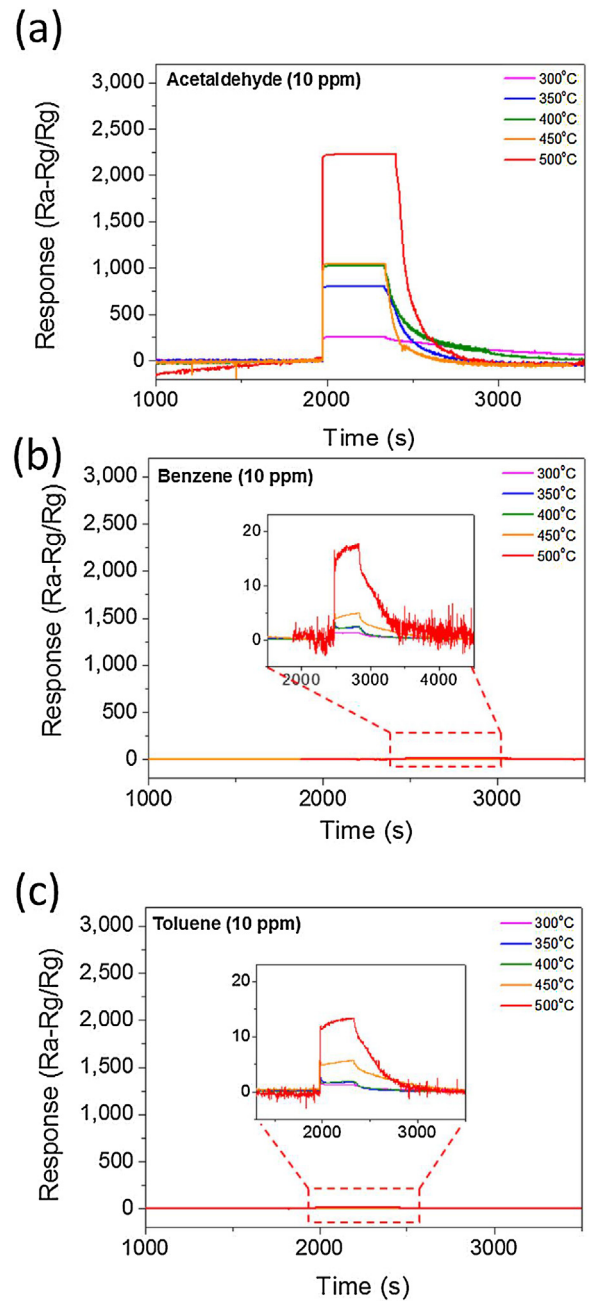 (a)
Acetaldehyde (10 ppm)
300°C
350°C
400°C
450°C
500°C
3,000
2,500
2,000
1,500
1,000
500
0
Response (Ra-Rg/Rg)
1000 2000 3000
Time (s)
(b)
Benzene (10 ppm)
300°C
350°C
400°C
450°C
500°C
3,000
2,500
2,000
1,500
1,000
500
0
Response (Ra-Rg/Rg)
20
15
5
0
2000 3000 4000
1000 2000 3000
Time (s)
(c)
Toluene (10 ppm)
300°C
350°C
400°C
450°C
500°C
3,000
2,500
2,000
1,500
1,000
500
0
Response (Ra-Rg/Rg)
20
10
0
2000 3000
1000 2000 3000
Time (s)